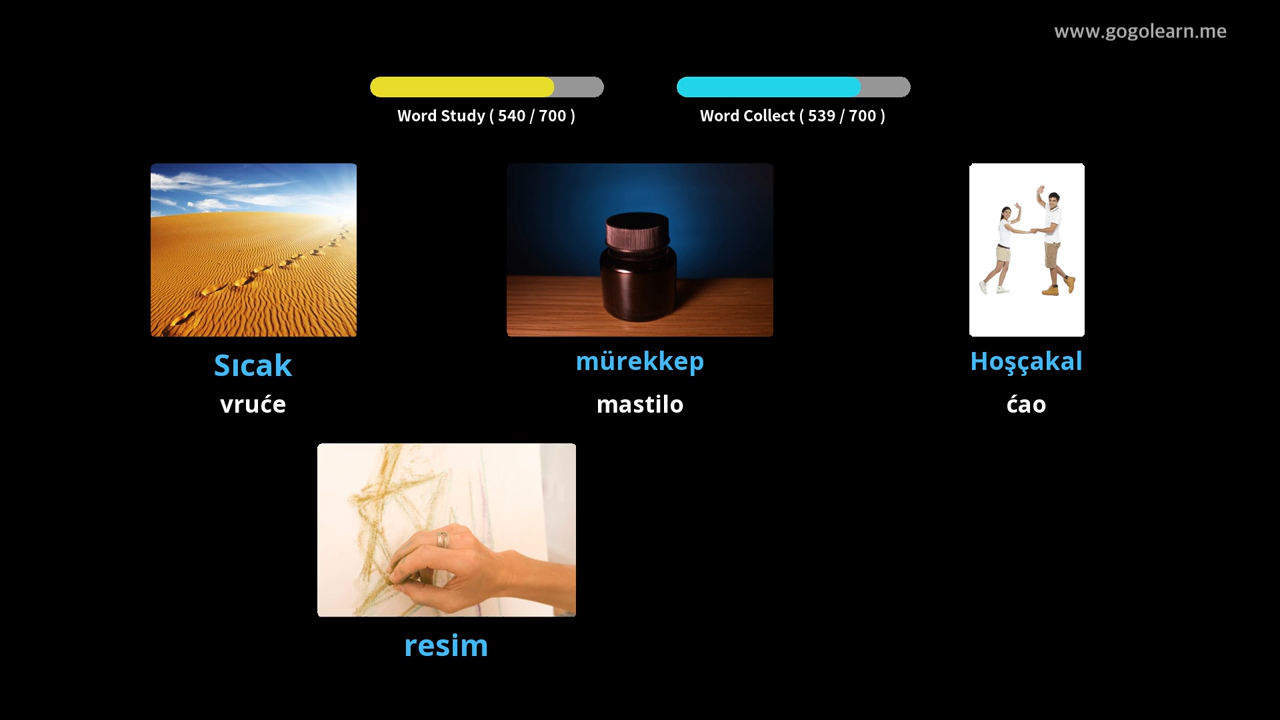 www.gogolearn.me
Word Study ( 540 / 700 )
Word Collect ( 539 / 700 )
Sıcak
mürekkep
Hoşçakal
vruće
mastilo
ćao
resim